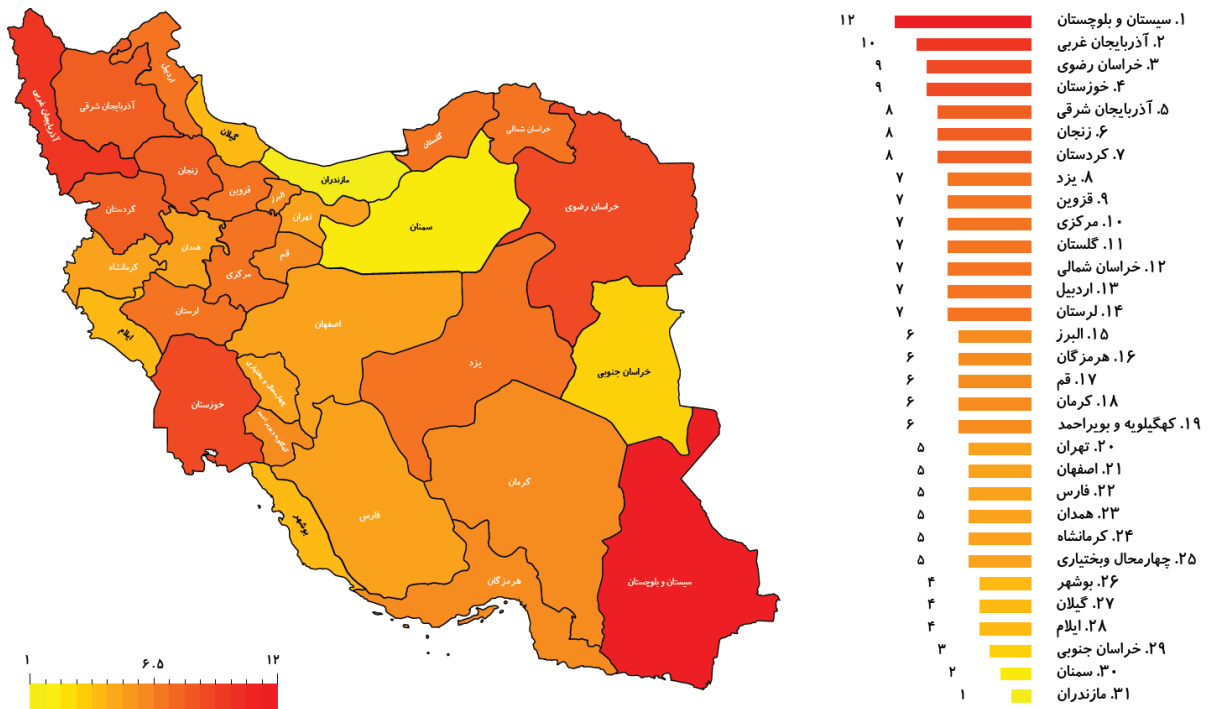 ۱. سیستان و بلوچستان ۱۲
۲. آذربایجان غربی ۱۰
۳. خراسان رضوی ۹
۴. خوزستان ۹
۵. آذربایجان شرقی ۸
۶. زنجان ۸
۷. کردستان ۸
۸. یزد ۷
۹. قزوین ۷
۱۰. مرکزی ۷
۱۱. گلستان ۷
۱۲. خراسان شمالی ۷
۱۳. اردبیل ۷
۱۴. لرستان ۷
۱۵. البرز ۶
۱۶. هرمزگان ۶
۱۷. قم ۶
۱۸. کرمان ۶
۱۹. کهگیلویه و بویراحمد ۶
۲۰. تهران ۵
۲۱. اصفهان ۵
۲۲. فارس ۵
۲۳. همدان ۵
۲۴. کرمانشاه ۵
۲۵. چهارمحال وبختیاری ۵
۲۶. بوشهر ۴
۲۷. گیلان ۴
۲۸. ایلام ۴
۲۹. خراسان جنوبی ۳
۳۰. سمنان ۲
۳۱. مازندران ۱
اردبیل
آذربایجان شرقی
آذربایجان غربی
گیلان
گلستان
خراسان شمالی
زنجان
مازندران
قزوین
البرز
کردستان
تهران
خراسان رضوی
سمنان
همدان
قم
کرمانشاه
مرکزی
لرستان
اصفهان
ایلام
یزد
خراسان جنوبی
چهارمحال و بختیاری
خوزستان
کهگیلویه و بویراحمد
کرمان
فارس
بوشهر
هرمزگان
سیستان و بلوچستان
۱ ۶.۵ ۱۲